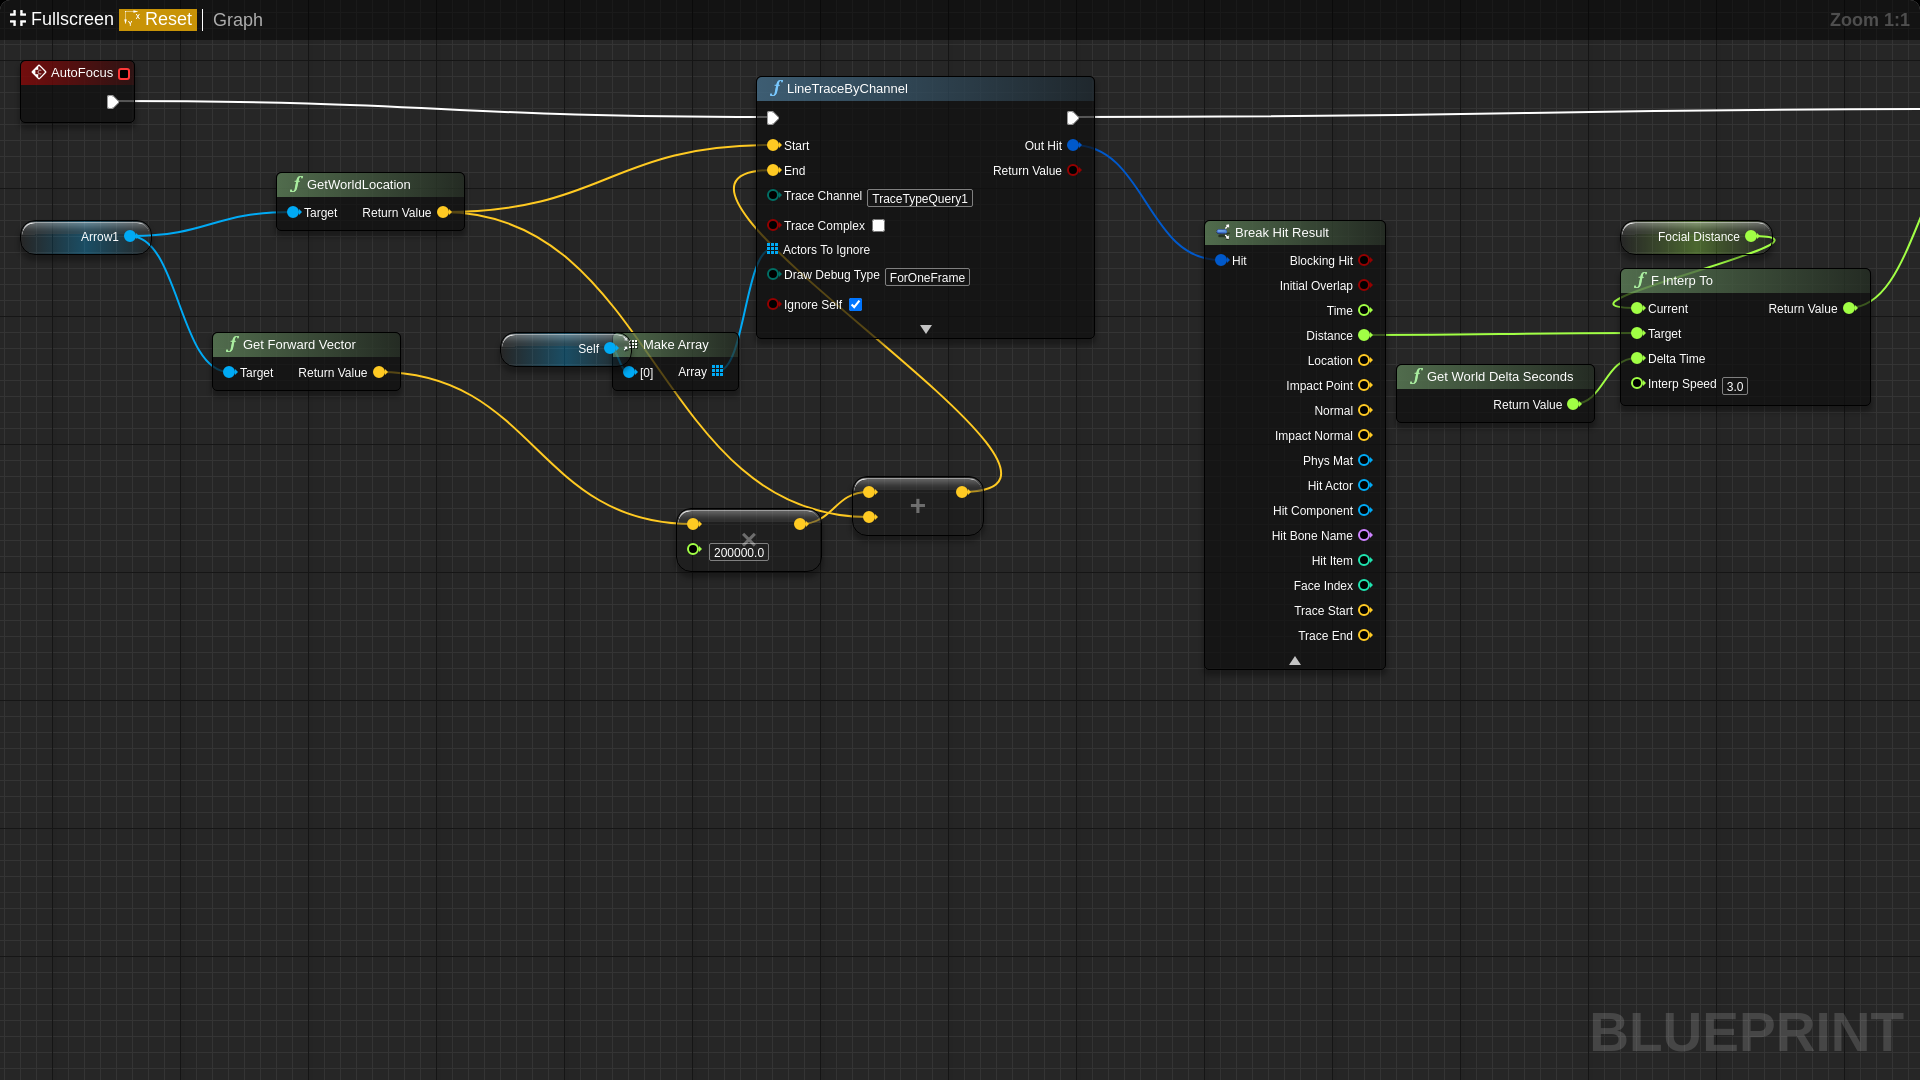 Fullscreen Reset Graph
Zoom 1:1
AutoFocus
Arrow1
GetWorldLocation
Target Return Value
Get Forward Vector
Target Return Value
Self
Make Array
[0] Array
LineTraceByChannel
Start Out Hit
End Return Value
Trace Channel TraceTypeQuery1
Trace Complex
Actors To Ignore
Draw Debug Type ForOneFrame
Ignore Self
×
200000.0
+
Break Hit Result
Hit Blocking Hit
Initial Overlap
Time
Distance
Location
Impact Point
Normal
Impact Normal
Phys Mat
Hit Actor
Hit Component
Hit Bone Name
Hit Item
Face Index
Trace Start
Trace End
Get World Delta Seconds
Return Value
Focial Distance
F Interp To
Current Return Value
Target
Delta Time
Interp Speed 3.0
BLUEPRINT